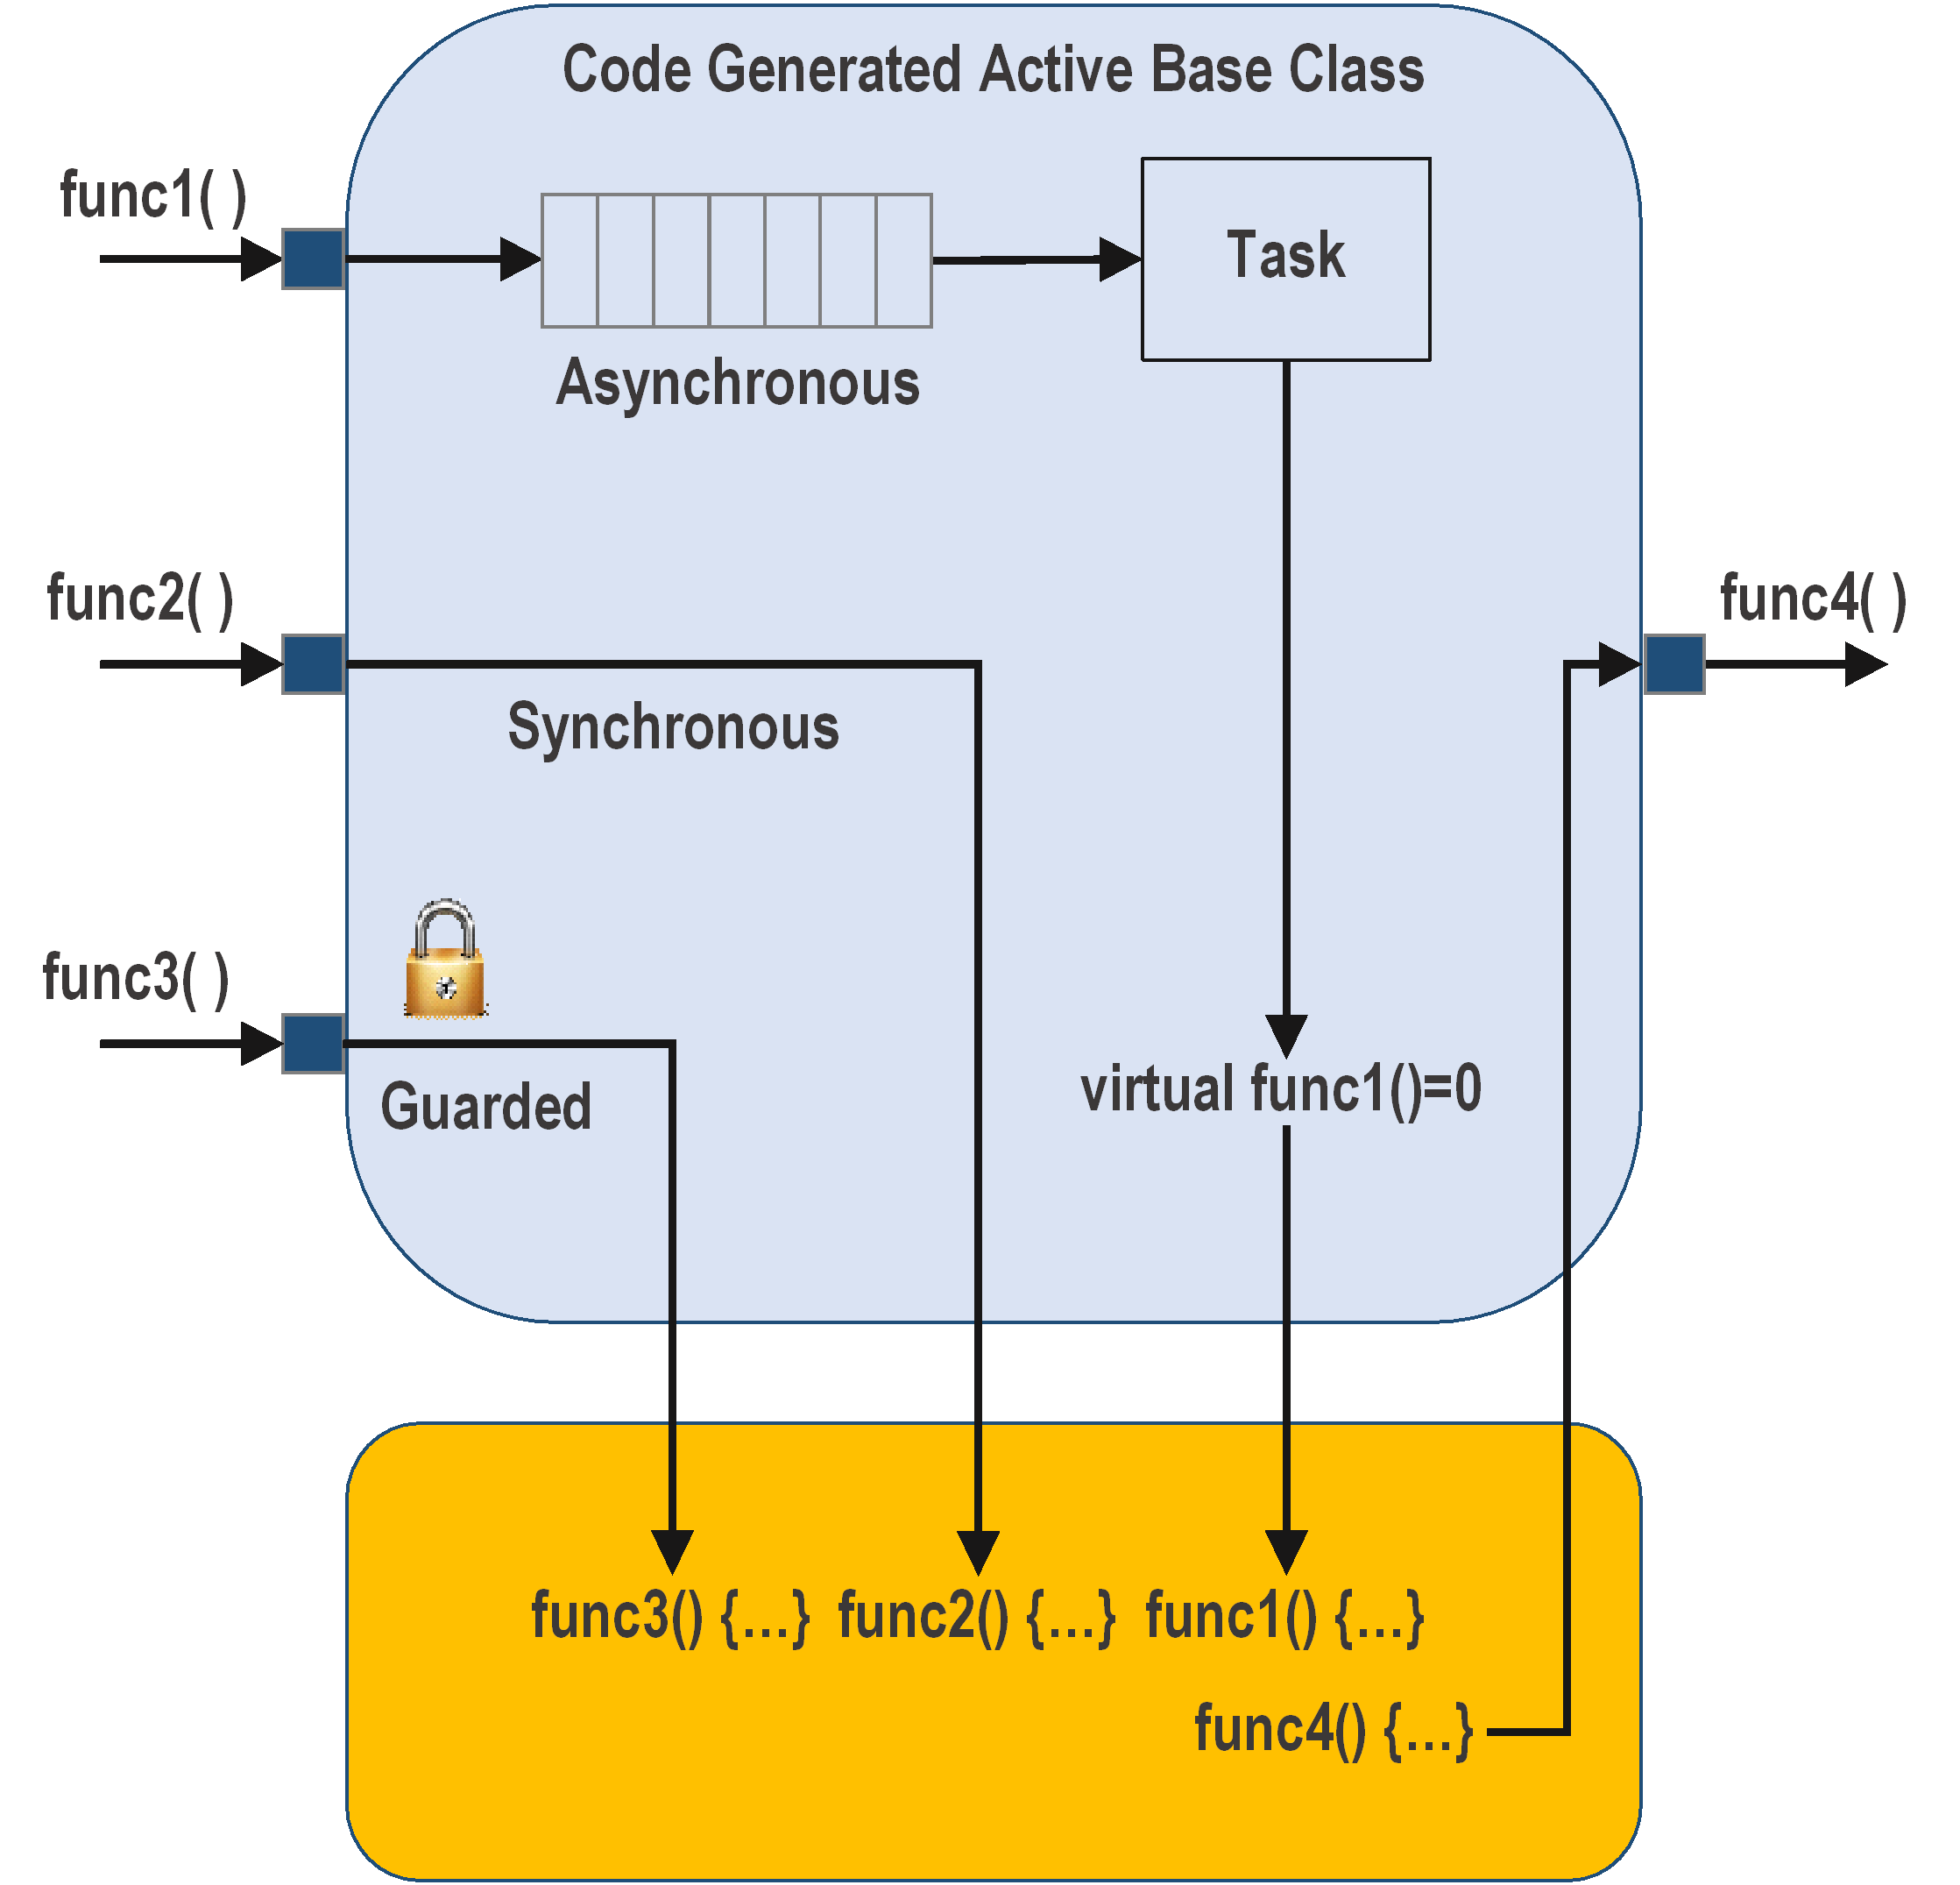 Code Generated Active Base Class
func1( )
Task
Asynchronous
func2( )
func4( )
Synchronous
func3( )
Guarded
virtual func1()=0
func3() {...} func2() {...} func1() {...}
func4() {...}